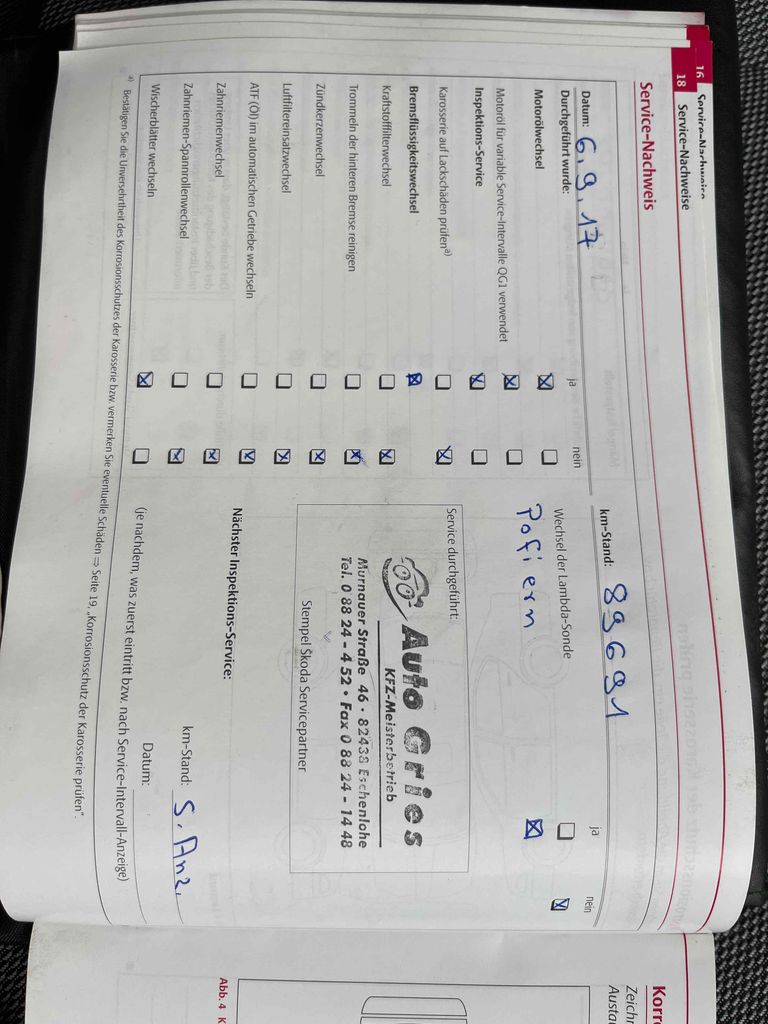 16 Service-Nachweise
18 Service-Nachweise
Service-Nachweis
Datum: 6.9.17
km-Stand: 89691
Durchgeführt wurde:
ja
nein
ja
nein
Motorölwechsel
Motoröl für variable Service-Intervalle QG1 verwendet
Inspektions-Service
Karosserie auf Lackschäden prüfen a)
Bremsflüssigkeitswechsel
Kraftstofffilterwechsel
Trommeln der hinteren Bremse reinigen
Zündkerzenwechsel
Luftfiltereinsatzwechsel
ATF (Öl) im automatischen Getriebe wechseln
Zahnriemenwechsel
Zahnriemen-Spannrollenwechsel
Wischerblätter wechseln
Wechsel der Lambda-Sonde
Pofiern
Service durchgeführt:
Auto Gries
KFZ-Meisterbetrieb
Murnauer Straße 46 · 82438 Eschenlohe
Tel. 0 88 24 - 4 52 · Fax 0 88 24 - 14 48
Stempel Škoda Servicepartner
Nächster Inspektions-Service:
km-Stand: S. Anz.
Datum:
(je nachdem, was zuerst eintritt bzw. nach Service-Intervall-Anzeige)
a) Bestätigen Sie die Unversehrtheit des Korrosionsschutzes der Karosserie bzw. vermerken Sie eventuelle Schäden ⇒ Seite 19, „Korrosionsschutz der Karosserie prüfen“.
Korro
Zeichn
Austau
Abb. 4 K